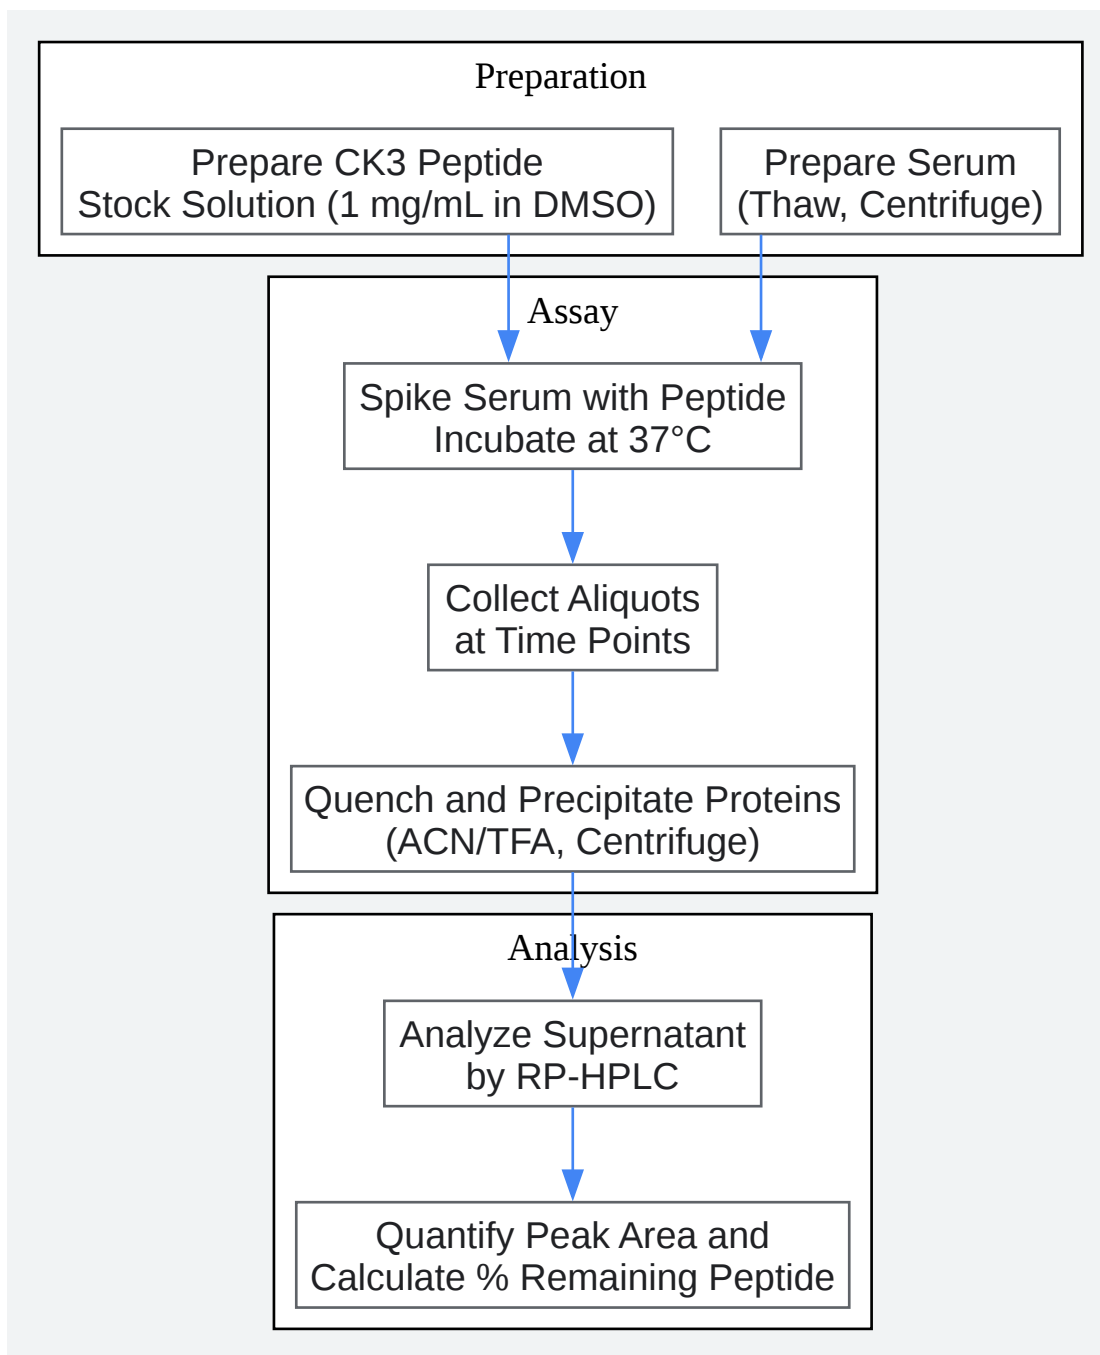 Preparation
Prepare CK3 Peptide
Stock Solution (1 mg/mL in DMSO)
Prepare Serum
(Thaw, Centrifuge)
Assay
Spike Serum with Peptide
Incubate at 37°C
Collect Aliquots
at Time Points
Quench and Precipitate Proteins
(ACN/TFA, Centrifuge)
Analysis
Analyze Supernatant
by RP-HPLC
Quantify Peak Area and
Calculate % Remaining Peptide